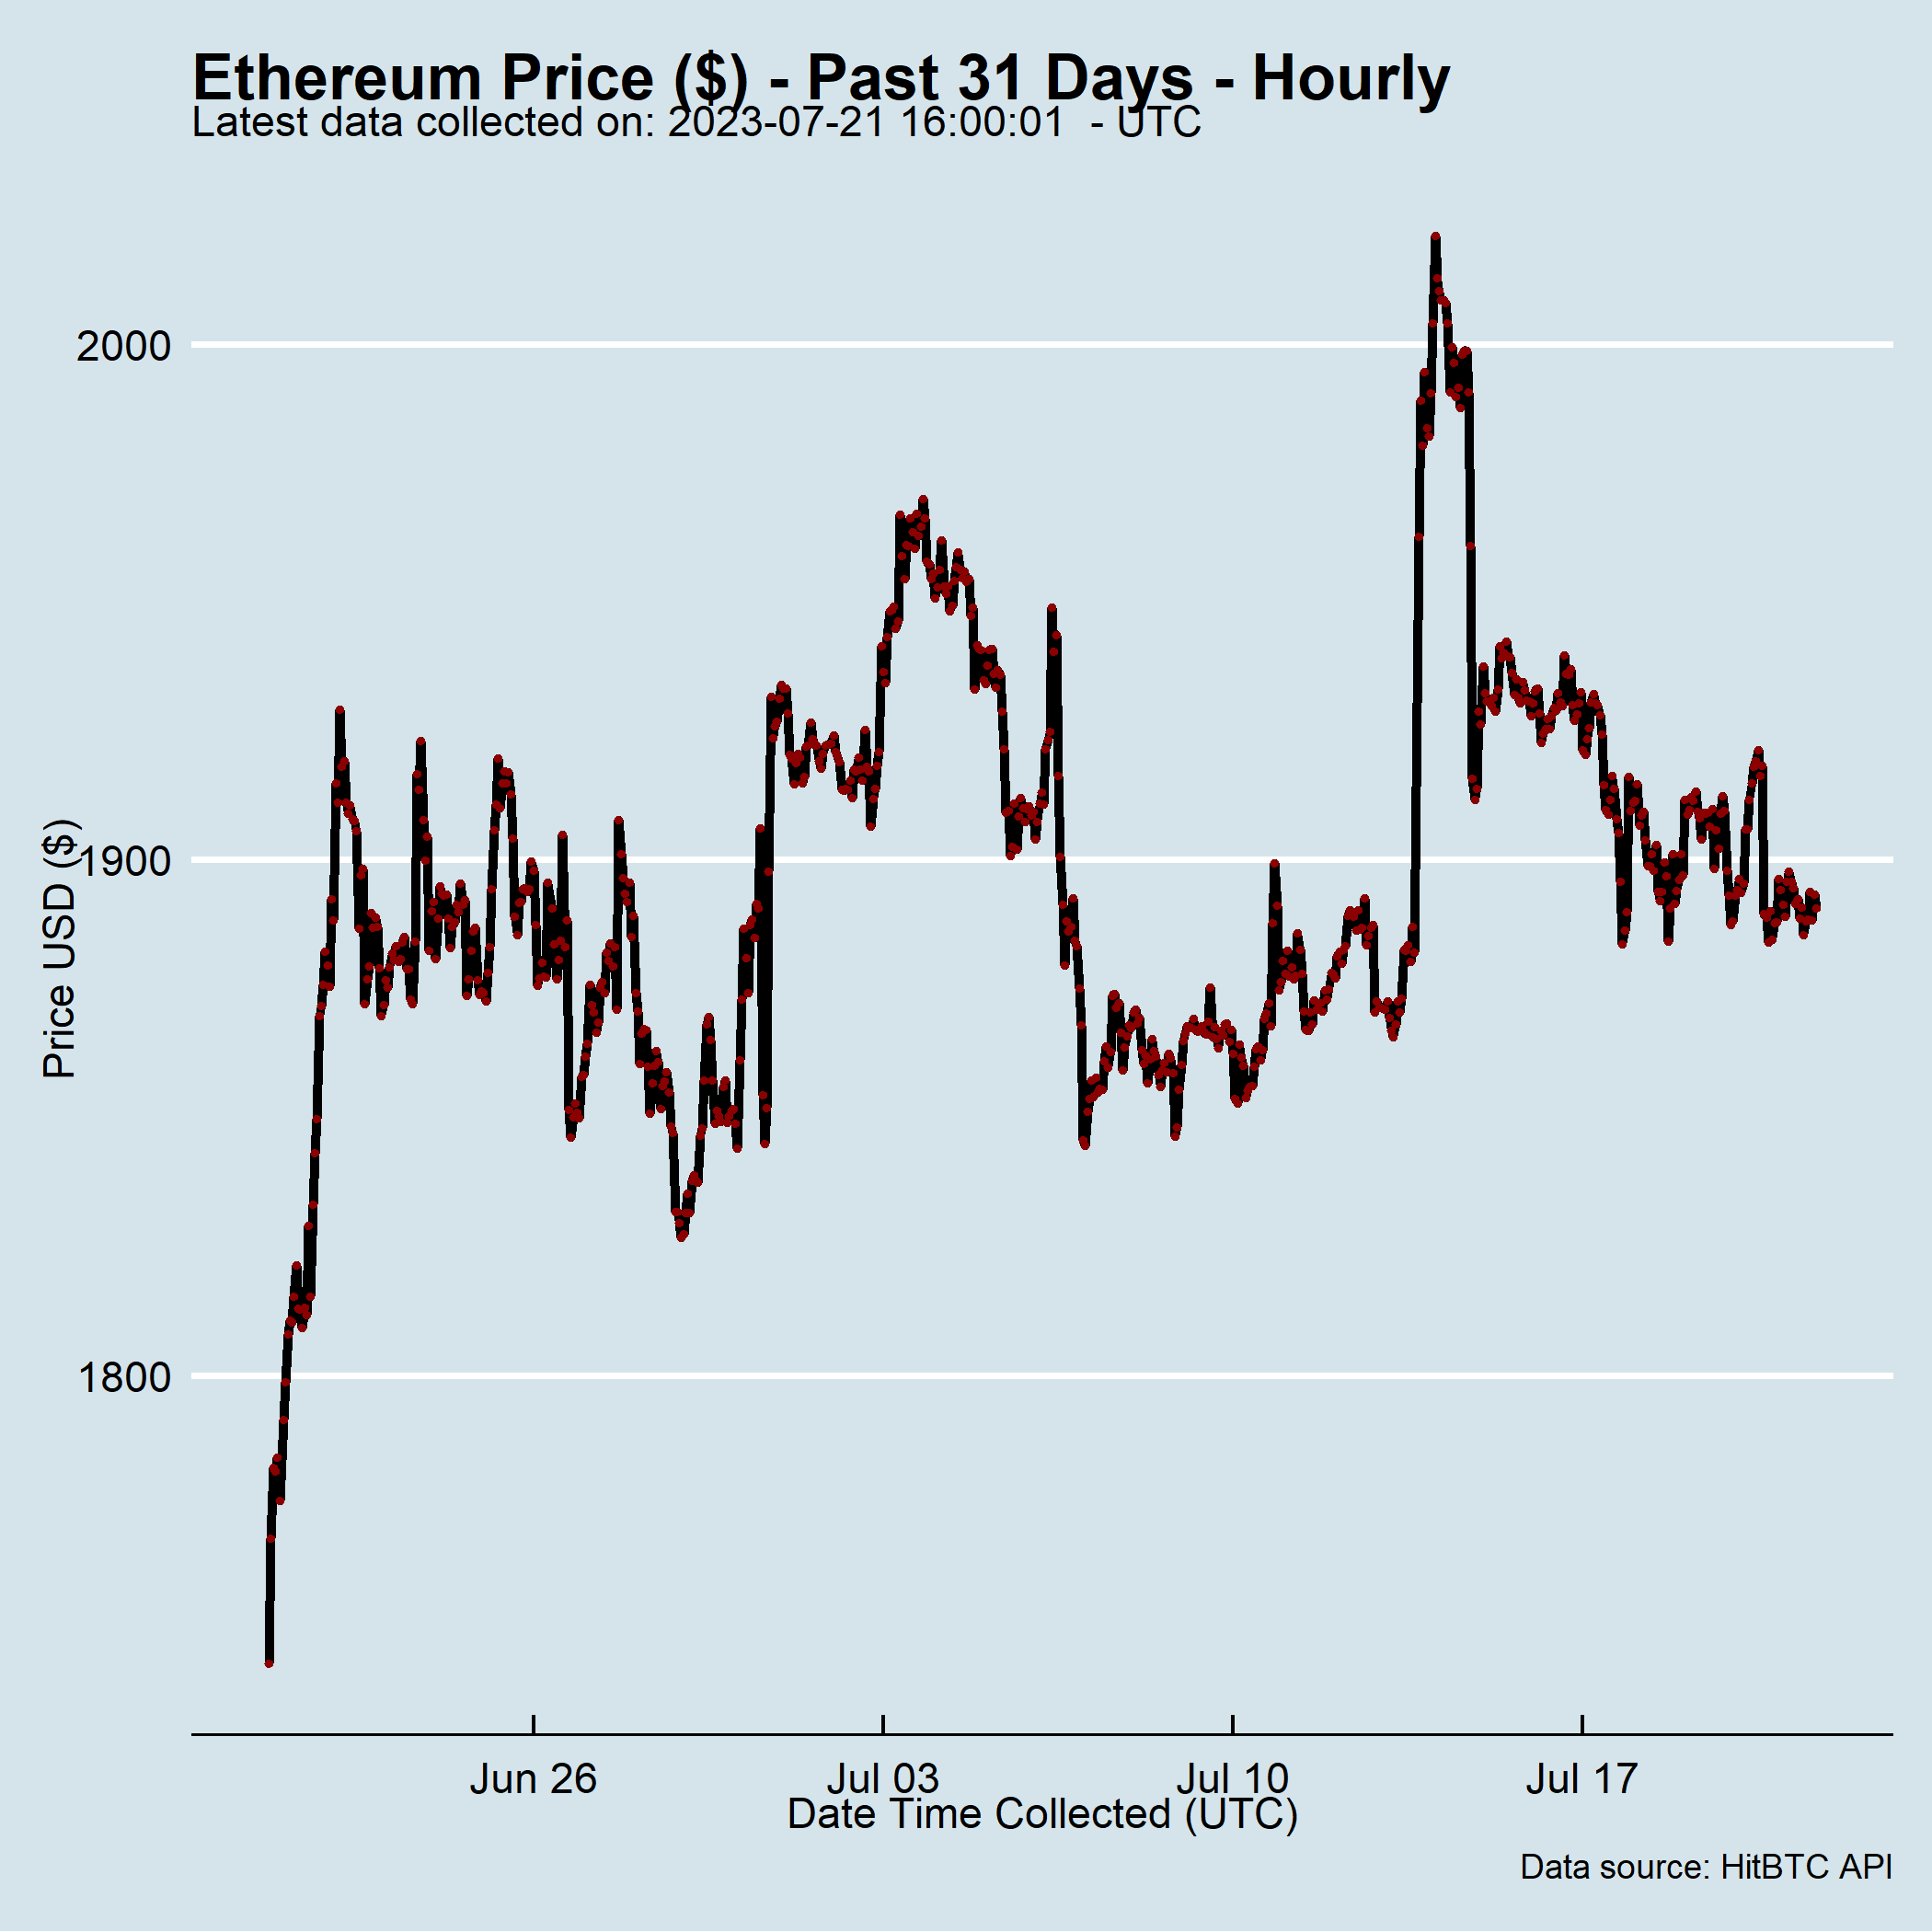 Ethereum Price ($) - Past 31 Days - Hourly
Latest data collected on: 2023-07-21 16:00:01  - UTC
2000
1900
1800
Price USD ($)
Jun 26
Jul 03
Jul 10
Jul 17
Date Time Collected (UTC)
Data source: HitBTC API